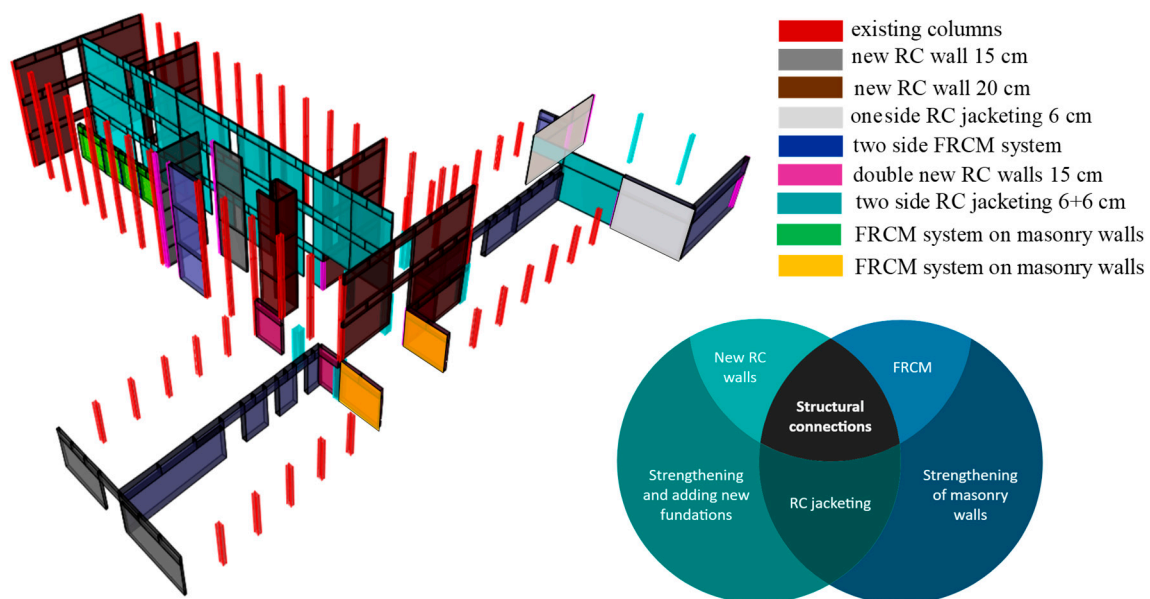 existing columns
new RC wall 15 cm
new RC wall 20 cm
oneside RC jacketing 6 cm
two side FRCM system
double new RC walls 15 cm
two side RC jacketing 6+6 cm
FRCM system on masonry walls
FRCM system on masonry walls
New RC
walls
FRCM
Structural
connections
Strengthening
and adding new
fundations
RC jacketing
Strengthening
of masonry
walls